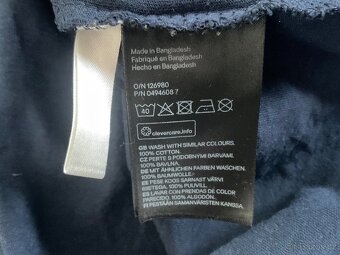 Made in Bangladesh
Fabriqué en Bangladesh
Hecho en Bangladesh
O/N 126980
P/N 0494608 7
40
clevercare.info
GB WASH WITH SIMILAR COLOURS.
100% COTTON.
CZ PERTE S PODOBNÝMI BARVAMI.
100% BAVLNA.
DE MIT ÄHNLICHEN FARBEN WASCHEN.
100% BAUMWOLLE.
EE PESE KOOS SARNAST VÄRVI
100% PUUVILL.
ES LAVAR CON PRENDAS DE COLOR
PARECIDO. 100% ALGODÓN.
FI PESTÄÄN SAMANVÄRISTEN KANSSA.